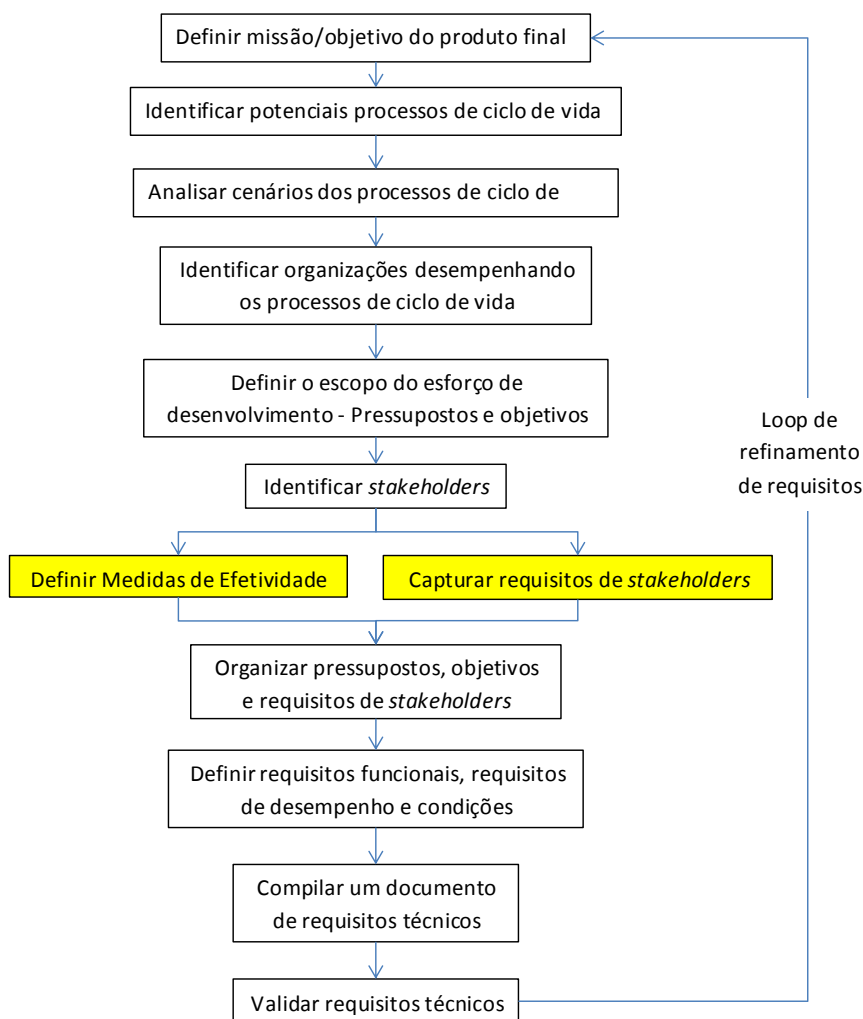 Definir missão/objetivo do produto final
Identificar potenciais processos de ciclo de vida
Analisar cenários dos processos de ciclo de
Identificar organizações desempenhando
os processos de ciclo de vida
Definir o escopo do esforço de
desenvolvimento - Pressupostos e objetivos
Loop de
refinamento
de requisitos
Identificar stakeholders
Definir Medidas de Efetividade
Capturar requisitos de stakeholders
Organizar pressupostos, objetivos
e requisitos de stakeholders
Definir requisitos funcionais, requisitos
de desempenho e condições
Compilar um documento
de requisitos técnicos
Validar requisitos técnicos